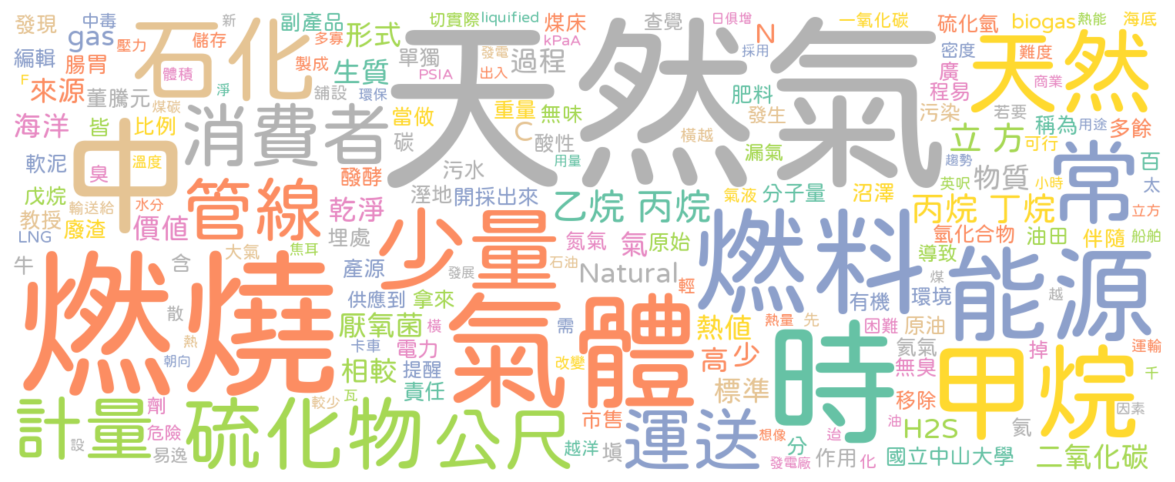 發現 中毒 新 石化 副產品 切實際 liquified 煤床 日俱增 查覺 一氧化碳 硫化氫 biogas 熱能 海底
編輯 gas 壓力 儲存 多寡 形式 kPaA N 天然氣 發電 採用 密度 難度 天然
腸胃 製成 單獨 過程 PSIA 出入 廣 商業
F 體積 淨 環保 生質 肥料 程易
來源 董騰元 煤碳 舖設 當做 重量 無味 發生 污染 若要 稱為 用途 多餘
海洋 皆 比例 中 消費者 碳 C 酸性 漏氣 橫越 立方 可行
軟泥 臭 溫度 醱酵 污水 用量 趨勢 物質 常 百
戊烷 水分 管線 溼地 開採出來 乙烷 丙烷 氣液 分子量 沼澤 英呎 小時 太
教授 輸送給 價值 乾淨 少量 丙烷 丁烷 立方
LNG 廢渣 埋處 氮氣 氫 原始 燃料 氫化合物 油田 伴隨 船舶
牛 大氣 焦耳 含 產源 發展 石油 Natural 導致 煤 能源
燃燒 供應到 拿來 氣體 輕 有機 環境 越
散 橫 厭氧菌 需 熱值 熱量 先 困難 原油 掉 運輸
熱 朝向 卡車 電力 氦氣 無臭
相較 提醒 改變 高 少 時 甲烷 千
瓦 責任 標準 移除
計量 劑 較少 硫化物 公尺 市售 運送 想像 油 H2S 氦 因素
設 危險 易逸 越洋 塡 發電廠 分 迨 作用 化 國立中山大學 二氧化碳